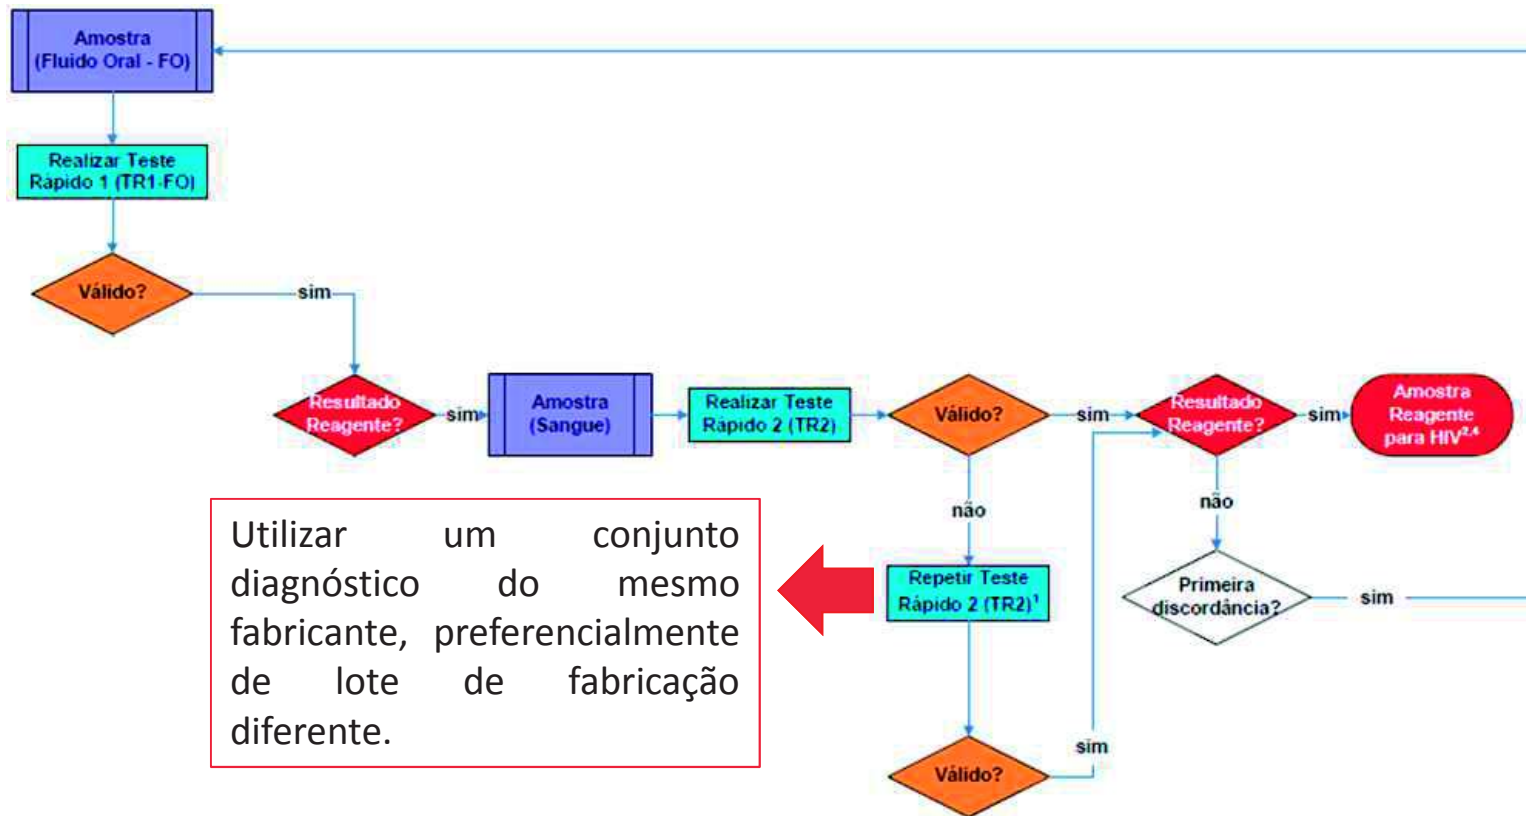 Amostra
(Fluido Oral - FO)
Realizar Teste
Rápido 1 (TR1-FO)
Válido?
sim
Resultado
Reagente?
sim
Amostra
(Sangue)
Realizar Teste
Rápido 2 (TR2)
Válido?
sim
Resultado
Reagente?
sim
Amostra
Reagente
para HIV²,⁴
não
não
Utilizar um conjunto
diagnóstico do mesmo
fabricante, preferencialmente
de lote de fabricação
diferente.
Repetir Teste
Rápido 2 (TR2)¹
Primeira
discordância?
sim
sim
Válido?